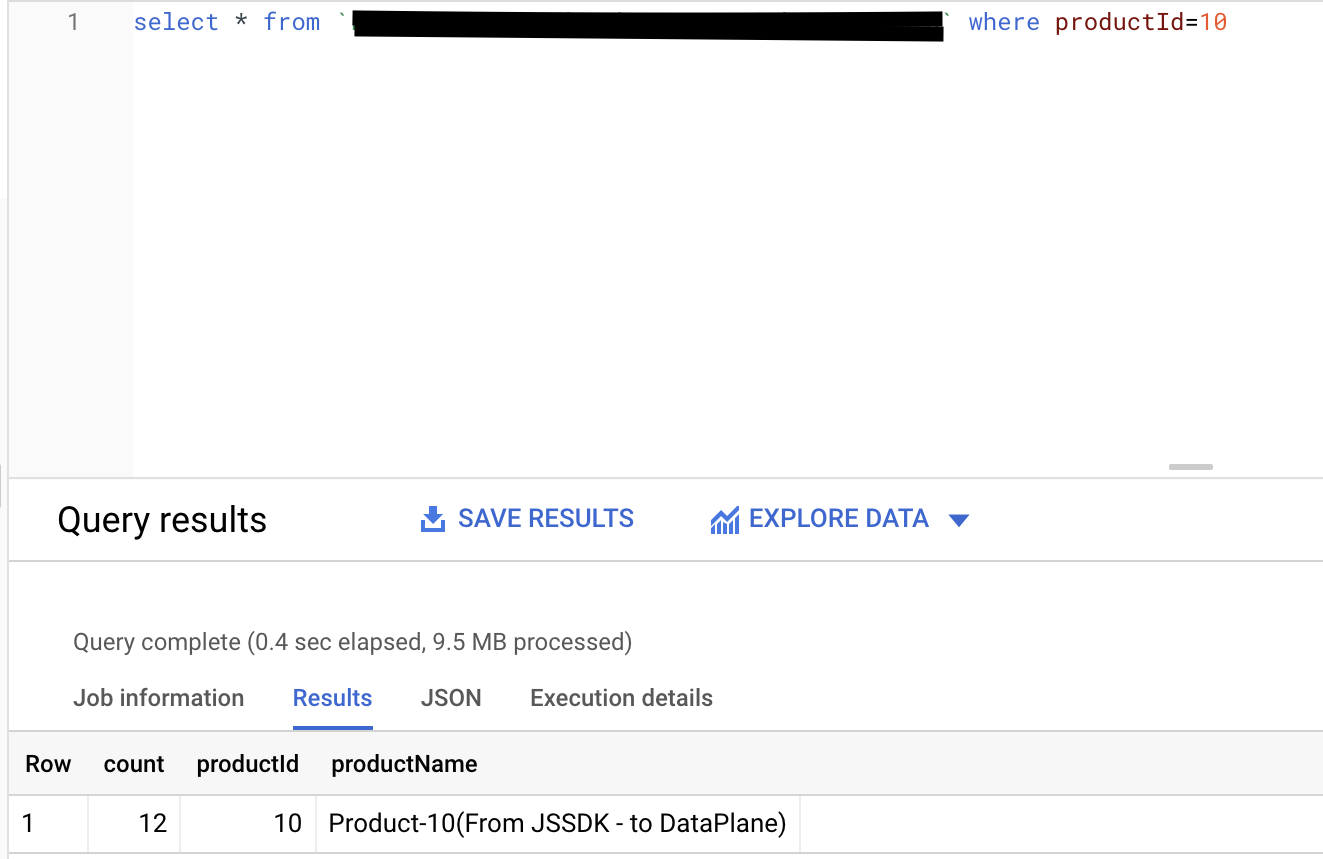 1 select * from `` where productId=10
Query results SAVE RESULTS EXPLORE DATA
Query complete (0.4 sec elapsed, 9.5 MB processed)
Job information Results JSON Execution details
Row count productId productName
1 12 10 Product-10(From JSSDK - to DataPlane)